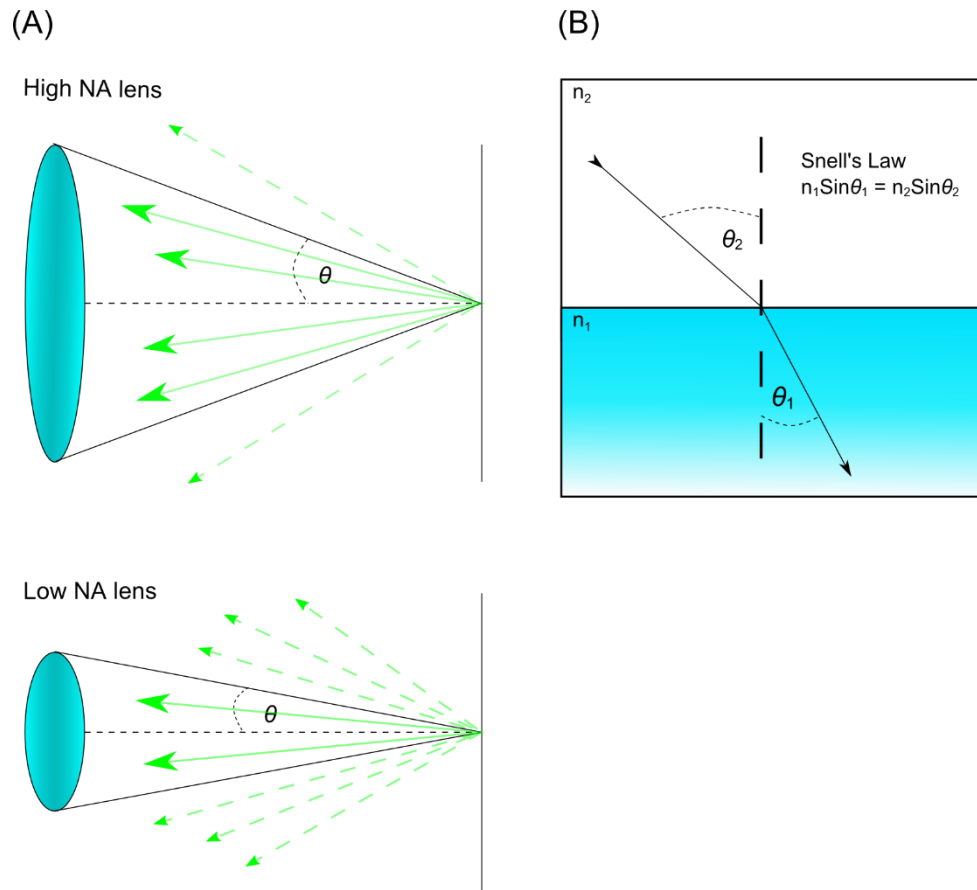 (A)
High NA lens
θ
Low NA lens
θ
(B)
n₂
Snell's Law
n₁Sinθ₁ = n₂Sinθ₂
θ₂
n₁
θ₁